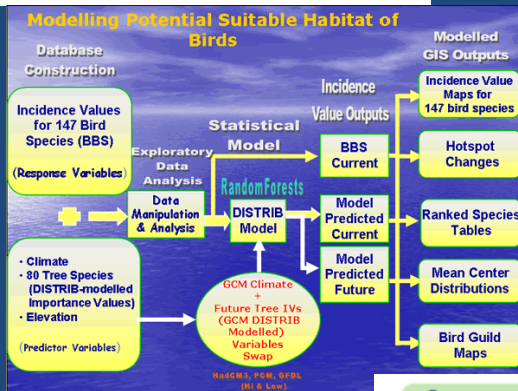 Modelling Potential Suitable Habitat of
Birds
Database
Construction
Incidence Values
for 147 Bird
Species (BBS)
(Response Variables)
Exploratory
Data
Analysis
Data
Manipulation
& Analysis
• Climate
• 80 Tree Species
(DISTRIB-modelled
Importance Values)
• Elevation
(Predictor Variables)
Statistical
Model
RandomForests
DISTRIB
Model
GCM Climate
+
Future Tree IVs
(GCM DISTRIB
Modelled)
Variables
Swap
HadCM3, PCM, GFDL
(Hi & Low)
Incidence
Value Outputs
BBS
Current
Model
Predicted
Current
Model
Predicted
Future
Modelled
GIS Outputs
Incidence Value
Maps for
147 bird species
Hotspot
Changes
Ranked Species
Tables
Mean Center
Distributions
Bird Guild
Maps